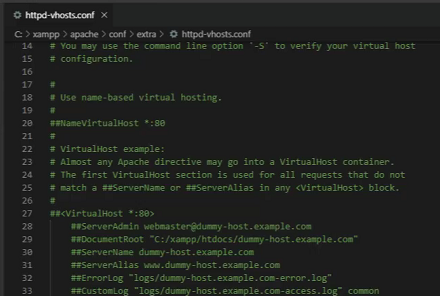 httpd-vhosts.conf ×
C: > xampp > apache > conf > extra > httpd-vhosts.conf
14 # You may use the command line option '-S' to verify your virtual host
15 # configuration.
16
17 #
18 # Use name-based virtual hosting.
19 #
20 ##NameVirtualHost *:80
21 #
22 # VirtualHost example:
23 # Almost any Apache directive may go into a VirtualHost container.
24 # The first VirtualHost section is used for all requests that do not
25 # match a ##ServerName or ##ServerAlias in any <VirtualHost> block.
26 #
27 ##<VirtualHost *:80>
28 ##ServerAdmin webmaster@dummy-host.example.com
29 ##DocumentRoot "C:/xampp/htdocs/dummy-host.example.com"
30 ##ServerName dummy-host.example.com
31 ##ServerAlias www.dummy-host.example.com
32 ##ErrorLog "logs/dummy-host.example.com-error.log"
33 ##CustomLog "logs/dummy-host.example.com-access.log" common